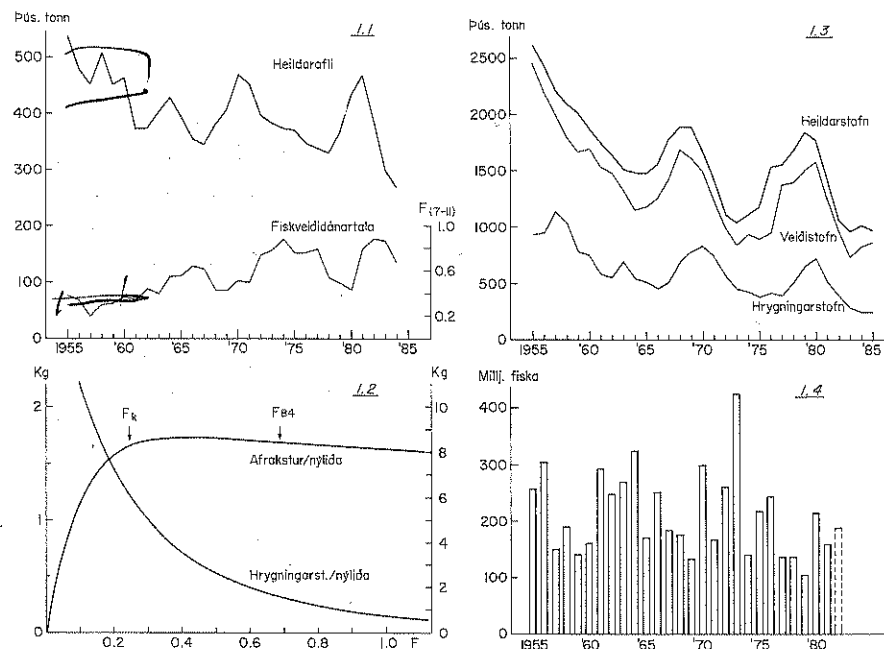 Þús. tonn
1.1
500
Heildarafli
400
300
200
Fiskveiðidánartala
F(7-11)
1.0
100
0.6
0.2
0
1955 '60 '65 '70 '75 '80 '85
Þús. tonn
1.3
2500
2000
Heildarstofn
1500
1000
Veiðistofn
500
Hrygningarstofn
0
1955 '60 '65 '70 '75 '80 '85
Kg
1.2
Kg
2
Fk
F84
10
8
Afrakstur/nýliða
6
1
4
Hrygningarst./nýliða
2
0
0
0.2 0.4 0.6 0.8 1.0 F
Millj. fiska
1.4
400
300
200
100
0
1955 '60 '65 '70 '75 '80